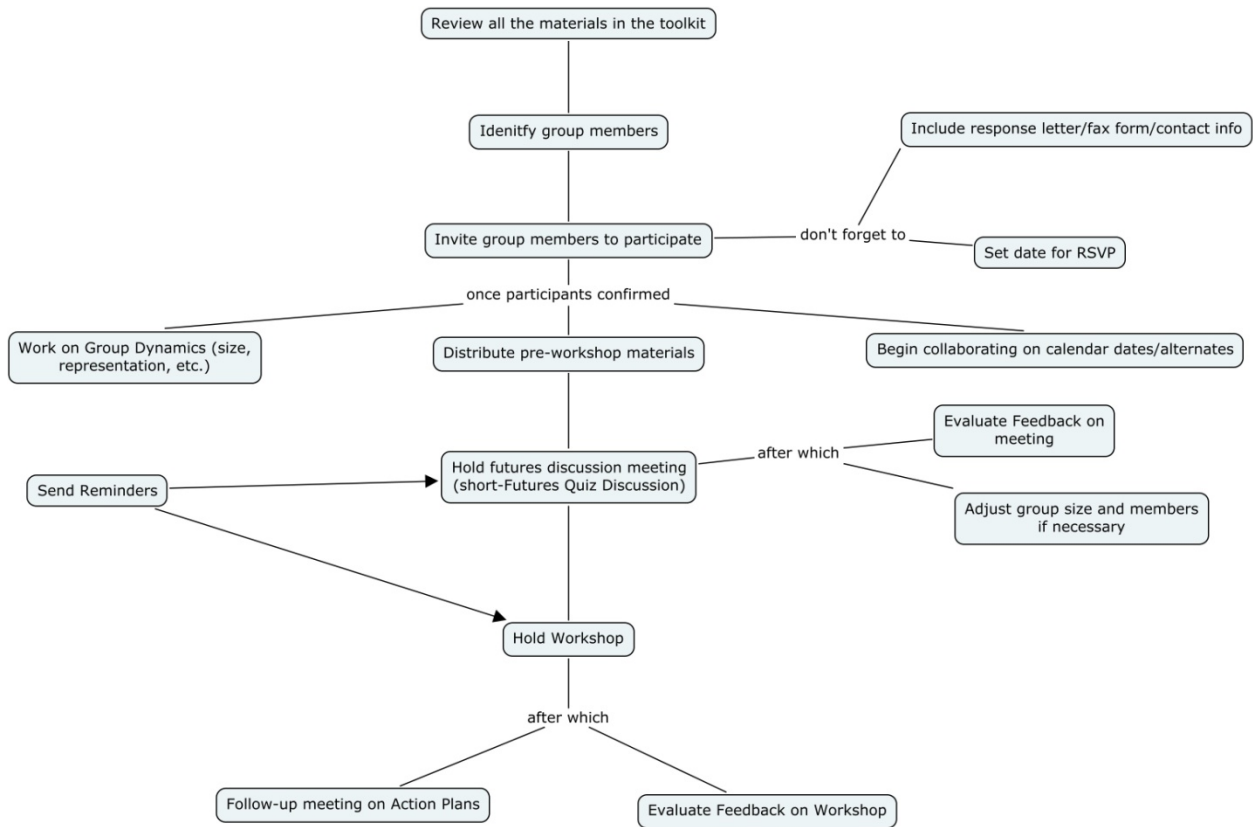 Review all the materials in the toolkit
Idenitfy group members
Include response letter/fax form/contact info
Invite group members to participate
don't forget to
Set date for RSVP
once participants confirmed
Work on Group Dynamics (size,
representation, etc.)
Distribute pre-workshop materials
Begin collaborating on calendar dates/alternates
Evaluate Feedback on
meeting
after which
Hold futures discussion meeting
(short-Futures Quiz Discussion)
Send Reminders
Adjust group size and members
if necessary
Hold Workshop
after which
Follow-up meeting on Action Plans
Evaluate Feedback on Workshop